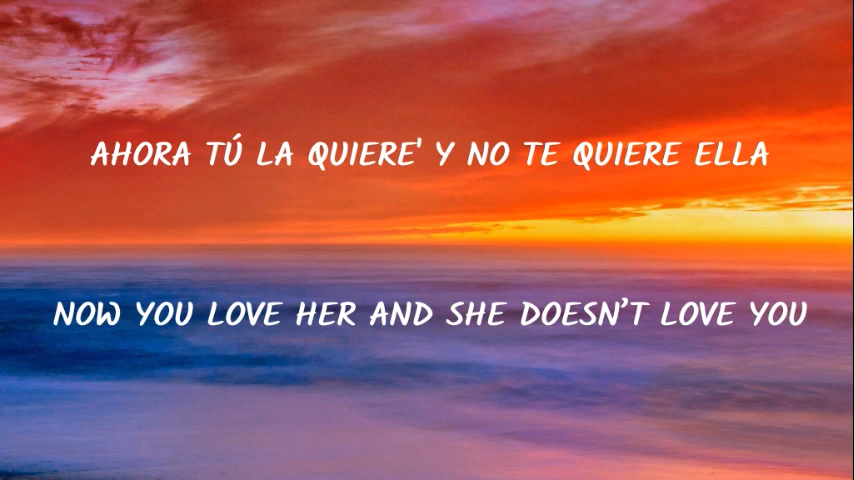 AHORA TÚ LA QUIERE' Y NO TE QUIERE ELLA
NOW YOU LOVE HER AND SHE DOESN’T LOVE YOU